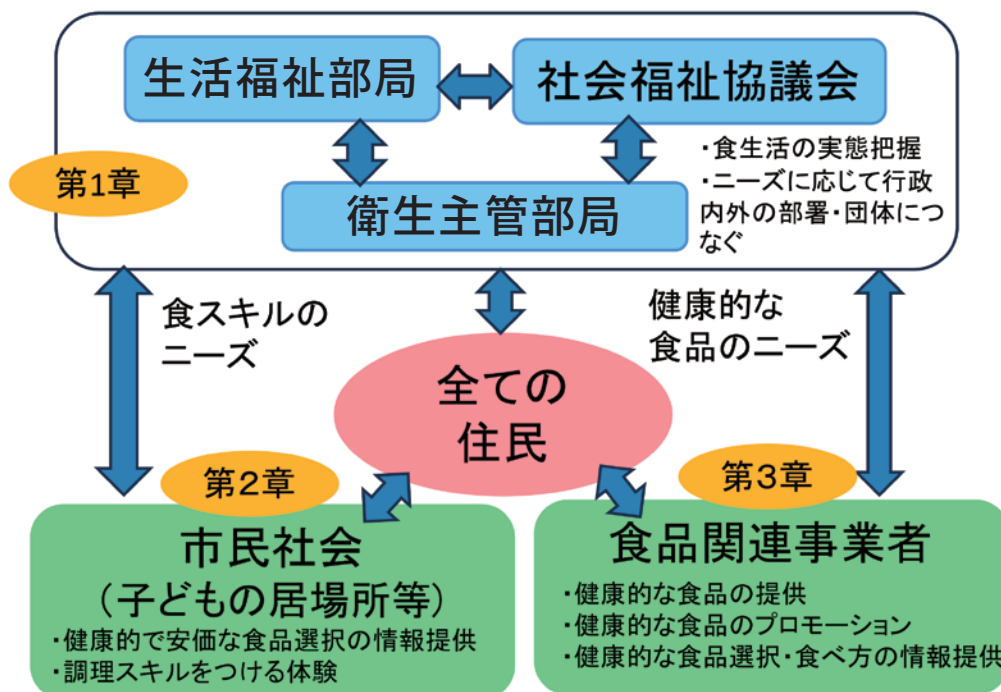 生活福祉部局
社会福祉協議会
第1章
衛生主管部局
・食生活の実態把握
・ニーズに応じて行政
内外の部署・団体につ
なぐ
食スキルの
ニーズ
健康的な
食品のニーズ
全ての
住民
第2章
第3章
市民社会
（子どもの居場所等）
・健康的で安価な食品選択の情報提供
・調理スキルをつける体験
食品関連事業者
・健康的な食品の提供
・健康的な食品のプロモーション
・健康的な食品選択・食べ方の情報提供